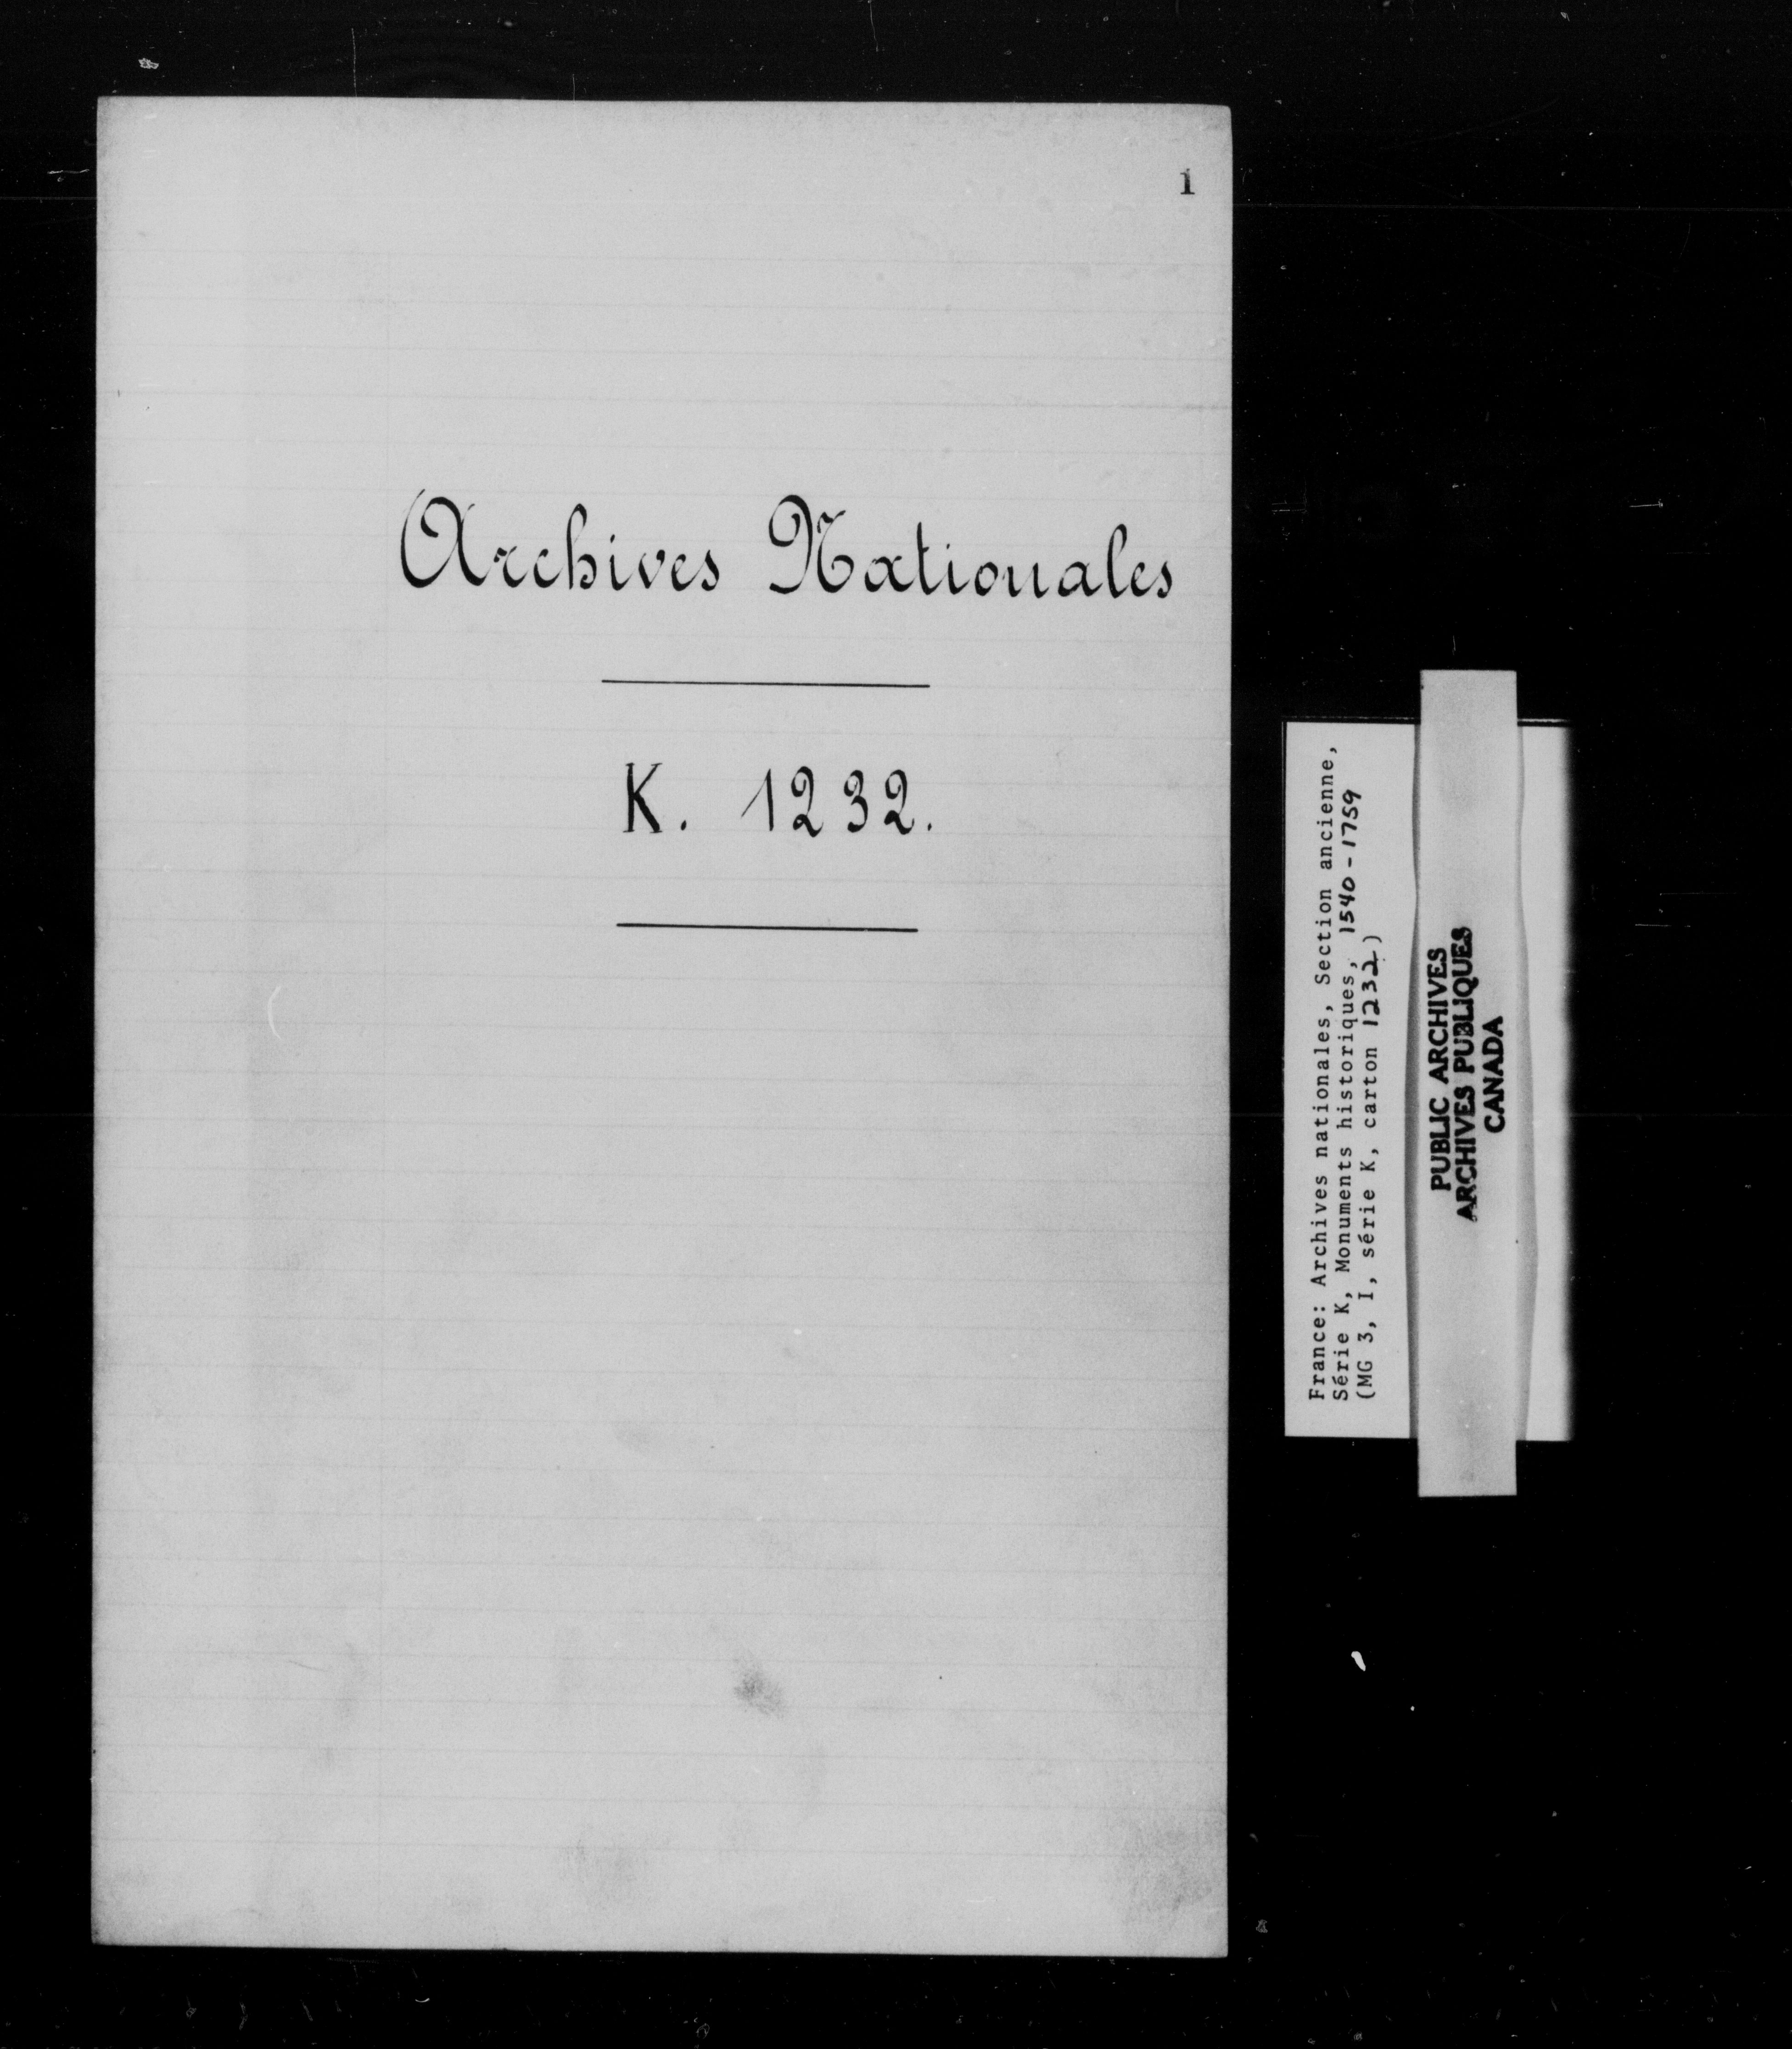 1
Archives Nationales
K. 1232.
France: Archives nationales, Section ancienne,
Série K, Monuments historiques, 1540-1759
(MG 3, I, série K, carton 1232)
PUBLIC ARCHIVES
ARCHIVES PUBLIQUES
CANADA